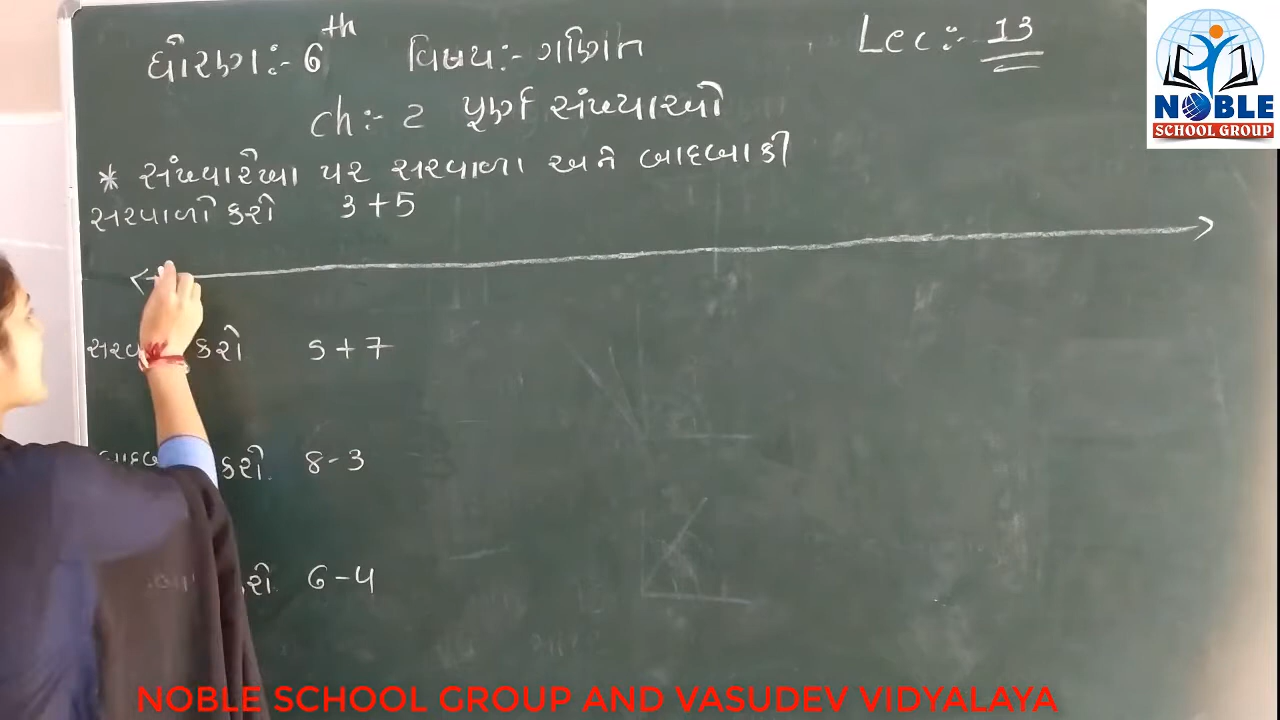 ધોરણ:- 6th વિષય:- ગણિત Lec:- 13
ch:- 2 પૂર્ણ સંખ્યાઓ
* સંખ્યારેખા પર સરવાળા અને બાદબાકી
સરવાળો કરો 3+5
કરો 5+7
કરો. 8-3
6-4
NOBLE
SCHOOL GROUP
NOBLE SCHOOL GROUP AND VASUDEV VIDYALAYA